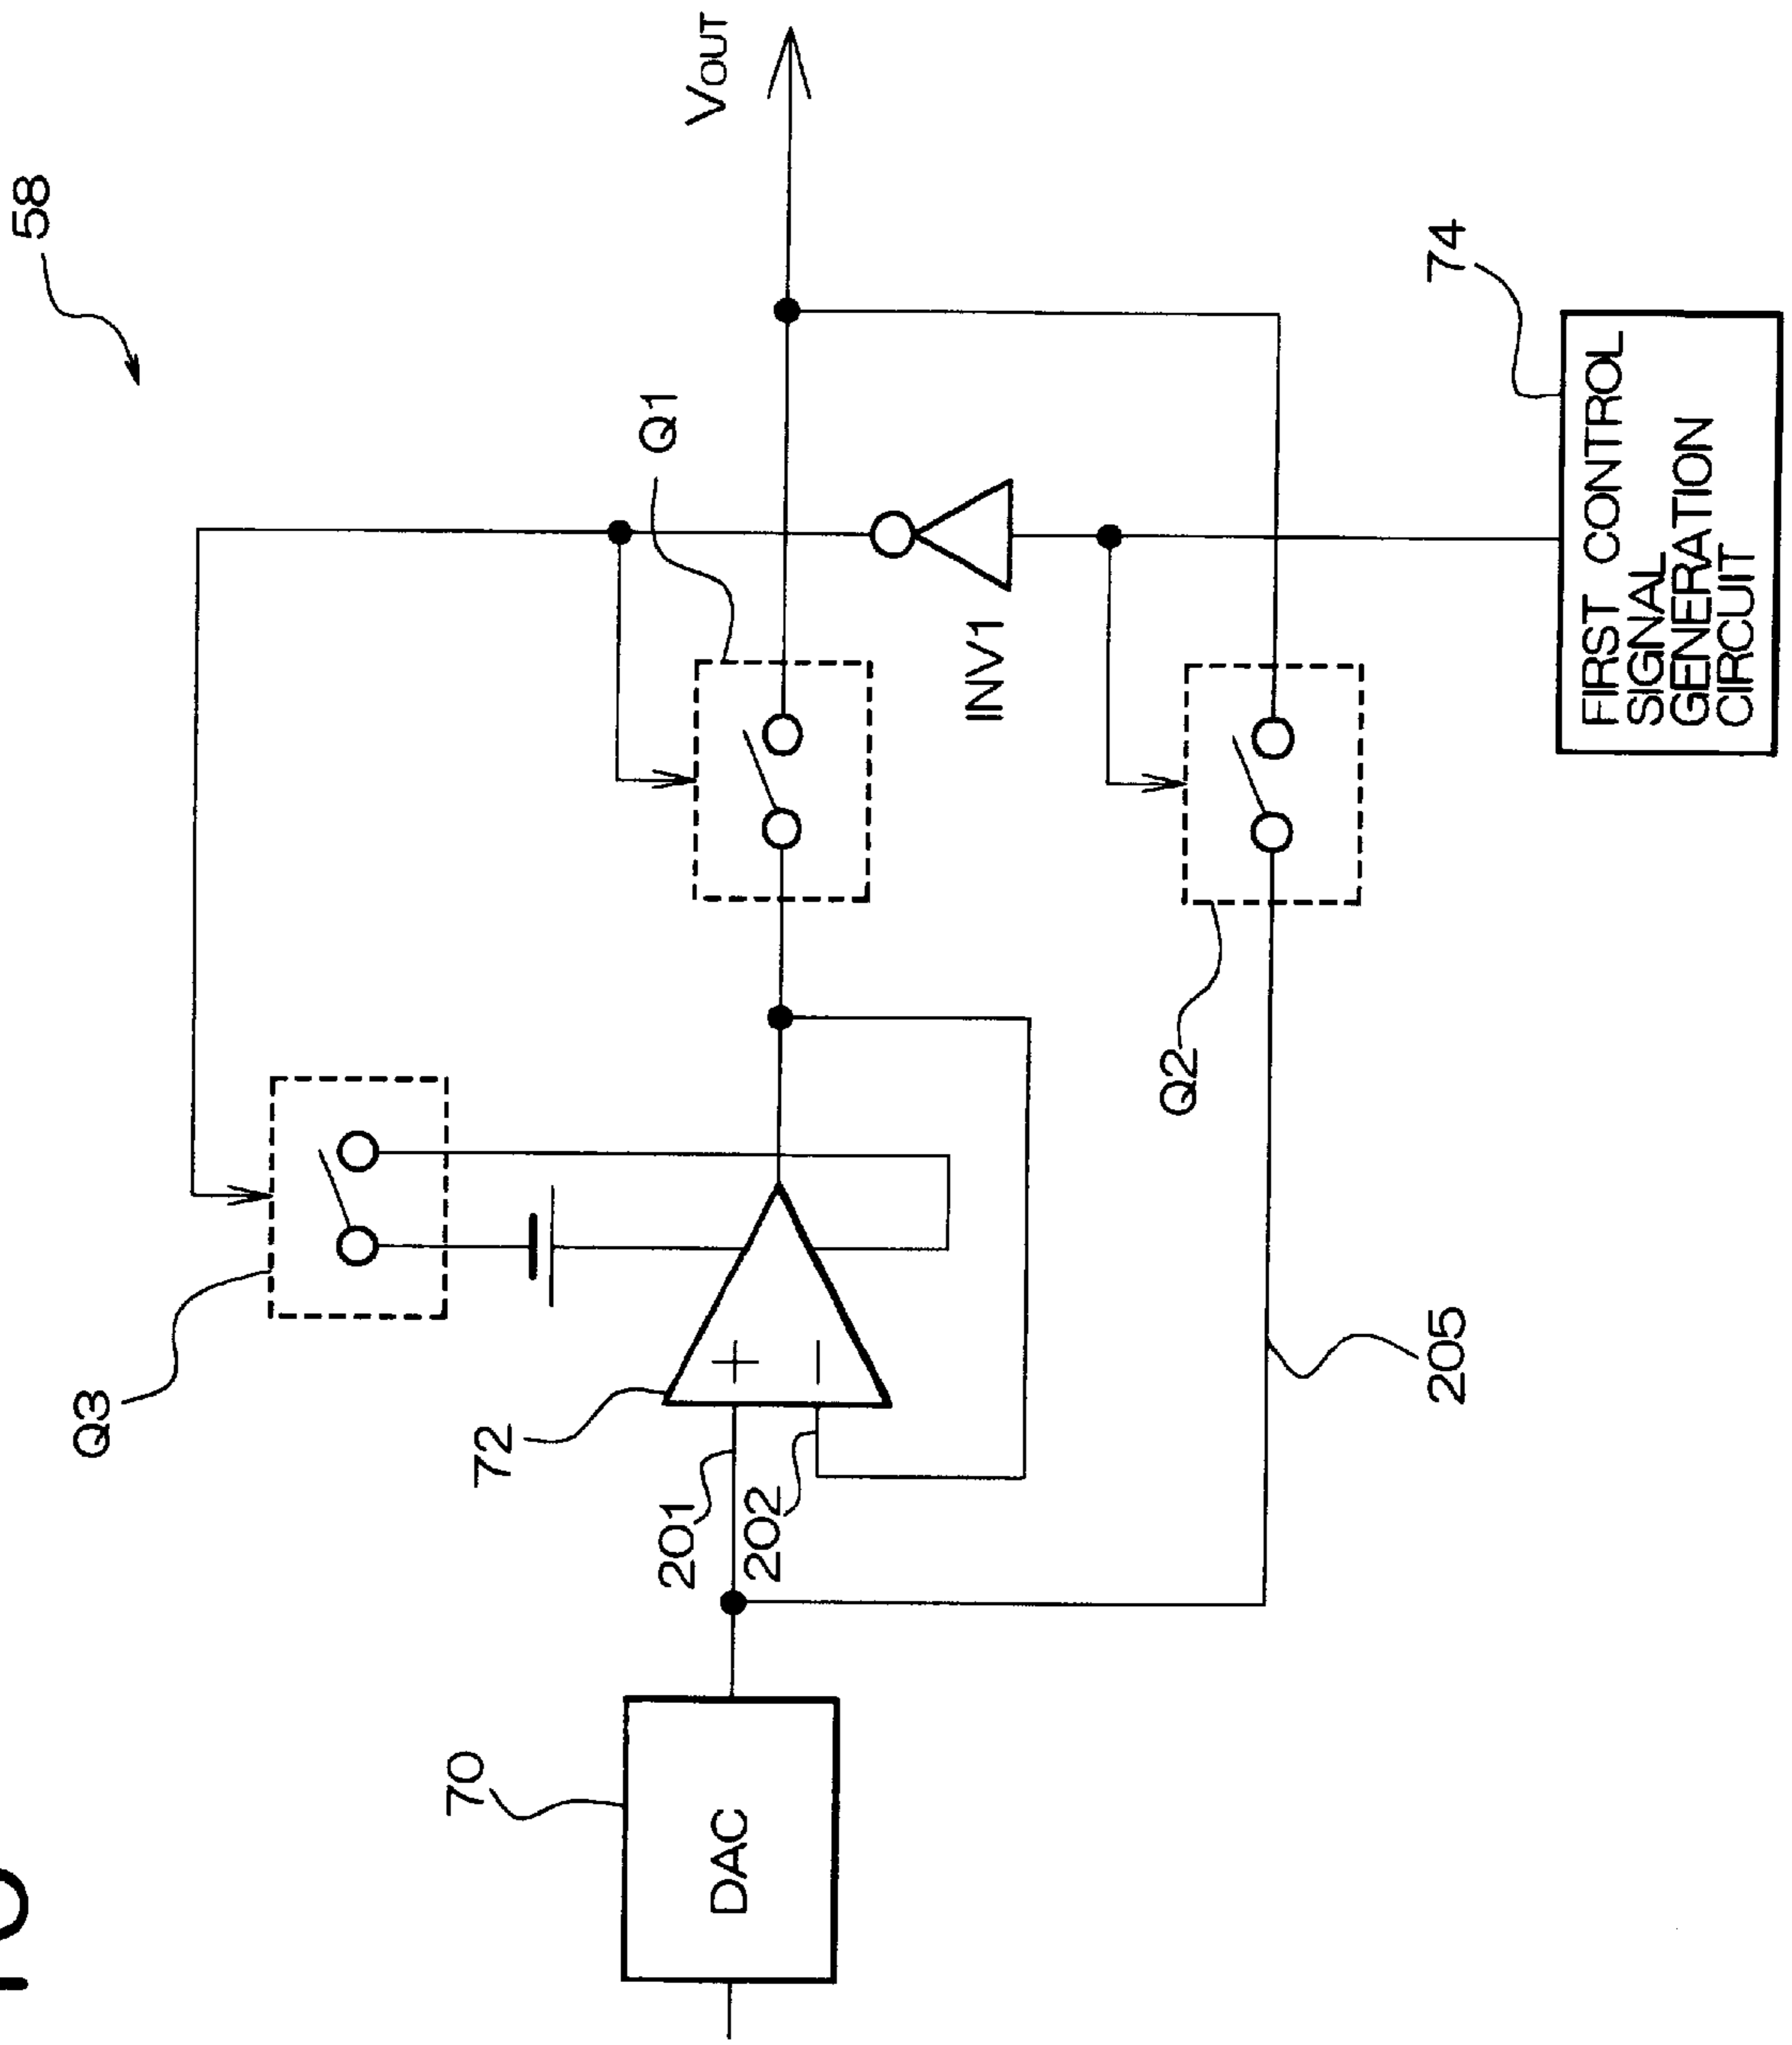 58
Q3
Q1
VOUT
72
70
201
202
DAC
INV1
Q2
205
74
FIRST CONTROL
SIGNAL
GENERATION
CIRCUIT